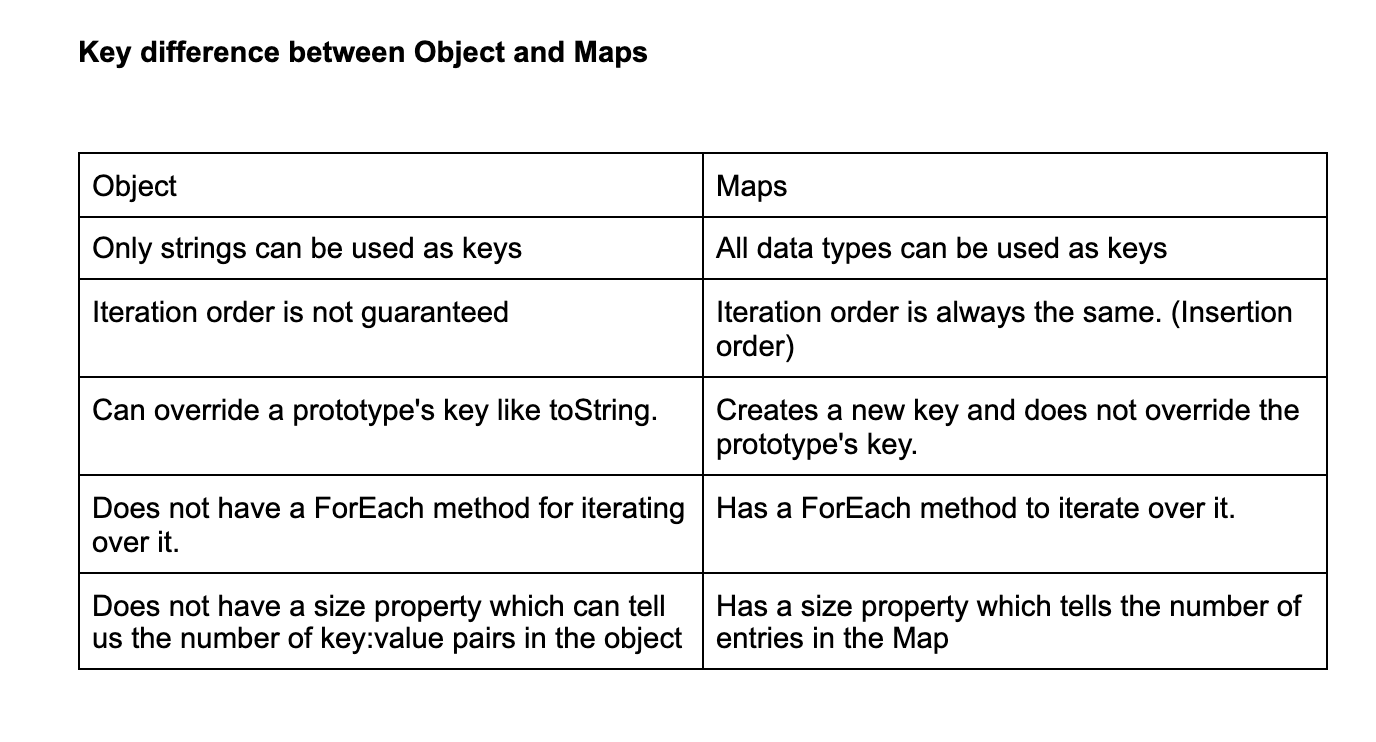 Key difference between Object and Maps
Object
Maps
Only strings can be used as keys
All data types can be used as keys
Iteration order is not guaranteed
Iteration order is always the same. (Insertion
order)
Can override a prototype's key like toString.
Creates a new key and does not override the
prototype's key.
Does not have a ForEach method for iterating
over it.
Has a ForEach method to iterate over it.
Does not have a size property which can tell
us the number of key:value pairs in the object
Has a size property which tells the number of
entries in the Map